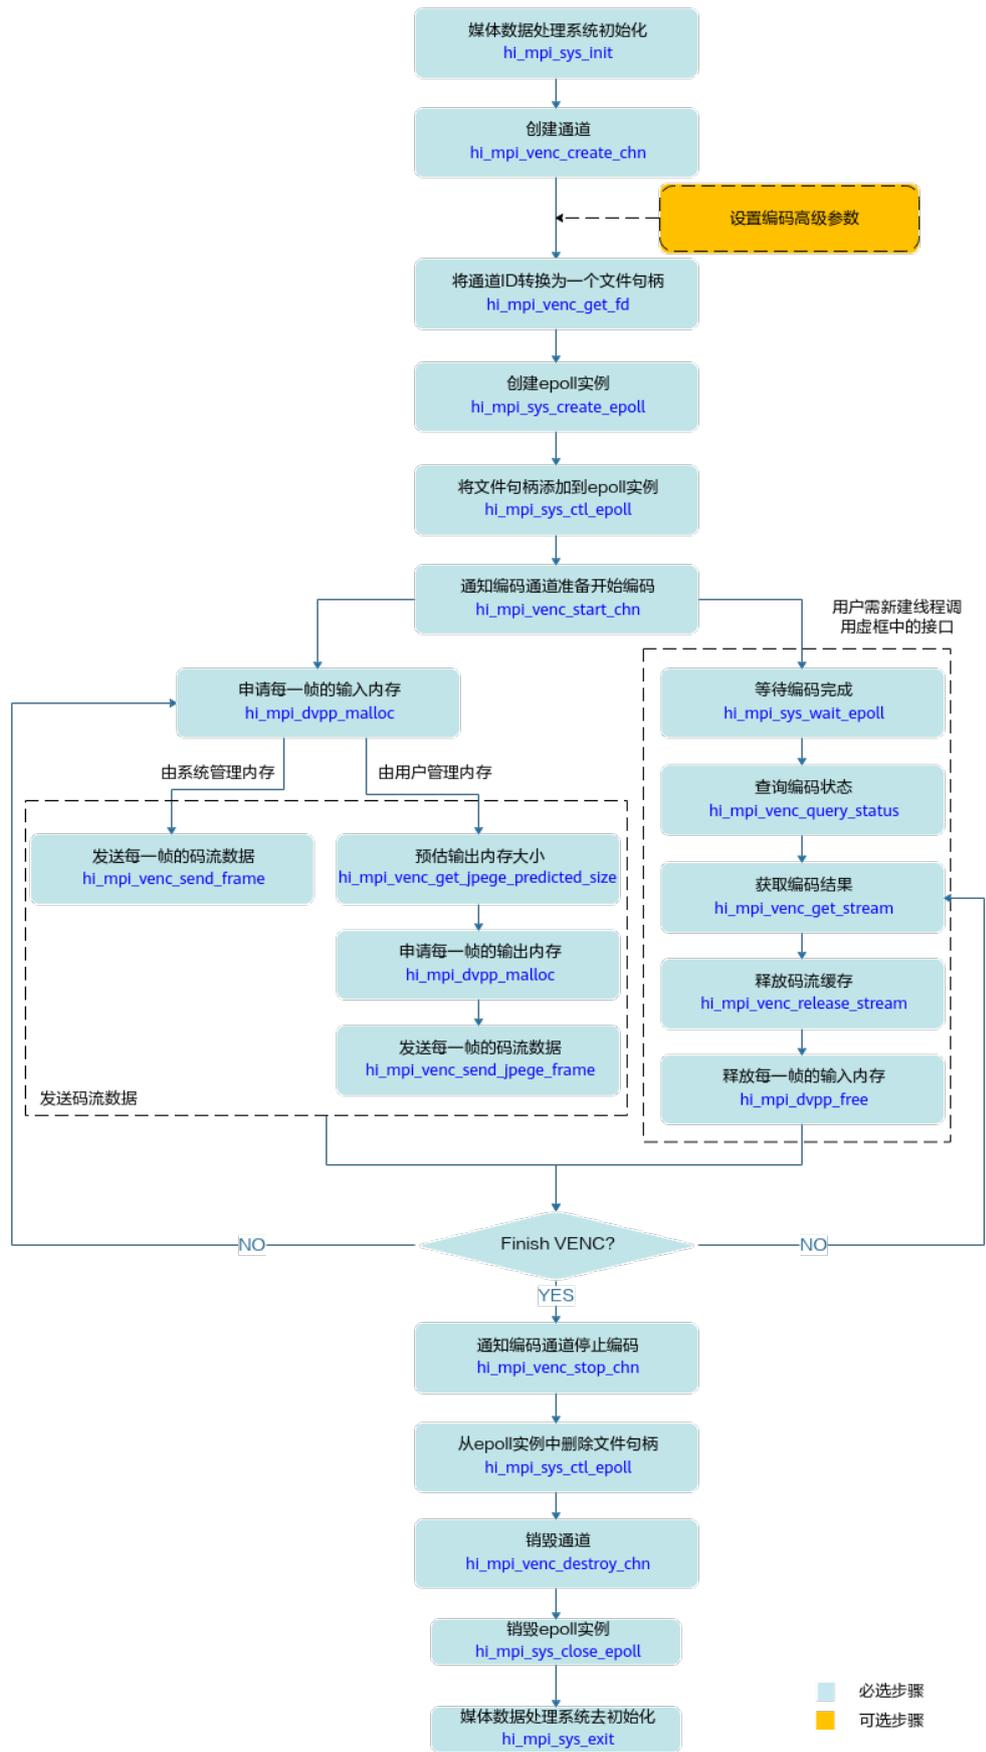 媒体数据处理系统初始化
hi_mpi_sys_init
创建通道
hi_mpi_venc_create_chn
设置编码高级参数
将通道ID转换为一个文件句柄
hi_mpi_venc_get_fd
创建epoll实例
hi_mpi_sys_create_epoll
将文件句柄添加到epoll实例
hi_mpi_sys_ctl_epoll
通知编码通道准备开始编码
hi_mpi_venc_start_chn
用户需新建线程调
用虚框中的接口
申请每一帧的输入内存
hi_mpi_dvpp_malloc
由系统管理内存
由用户管理内存
发送每一帧的码流数据
hi_mpi_venc_send_frame
预估输出内存大小
hi_mpi_venc_get_jpege_predicted_size
申请每一帧的输出内存
hi_mpi_dvpp_malloc
发送每一帧的码流数据
hi_mpi_venc_send_jpege_frame
发送码流数据
等待编码完成
hi_mpi_sys_wait_epoll
查询编码状态
hi_mpi_venc_query_status
获取编码结果
hi_mpi_venc_get_stream
释放码流缓存
hi_mpi_venc_release_stream
释放每一帧的输入内存
hi_mpi_dvpp_free
NO
Finish VENC?
NO
YES
通知编码通道停止编码
hi_mpi_venc_stop_chn
从epoll实例中删除文件句柄
hi_mpi_sys_ctl_epoll
销毁通道
hi_mpi_venc_destroy_chn
销毁epoll实例
hi_mpi_sys_close_epoll
媒体数据处理系统去初始化
hi_mpi_sys_exit
必选步骤
可选步骤